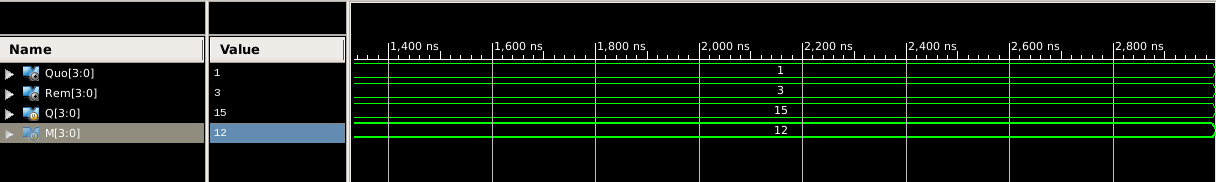 1,400 ns 1,600 ns 1,800 ns 2,000 ns 2,200 ns 2,400 ns 2,600 ns 2,800 ns
Name Value
Quo[3:0] 1 1
Rem[3:0] 3 3
Q[3:0] 15 15
M[3:0] 12 12